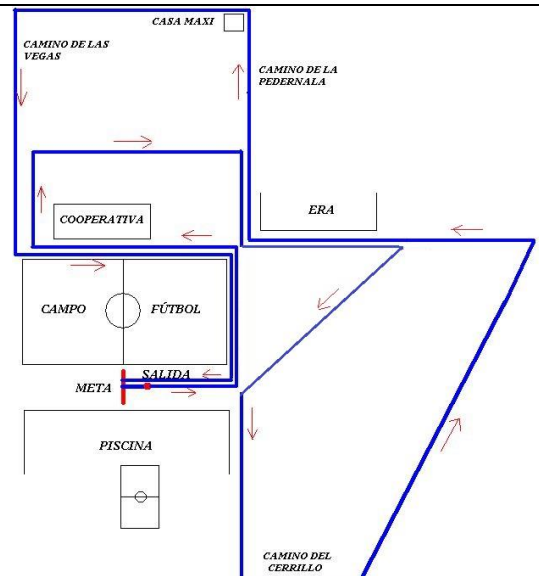 CASA MAXI
CAMINO DE LAS
VEGAS
CAMINO DE LA
PEDERNALA
COOPERATIVA
ERA
CAMPO
FÚTBOL
SALIDA
META
PISCINA
CAMINO DEL
CERRILLO